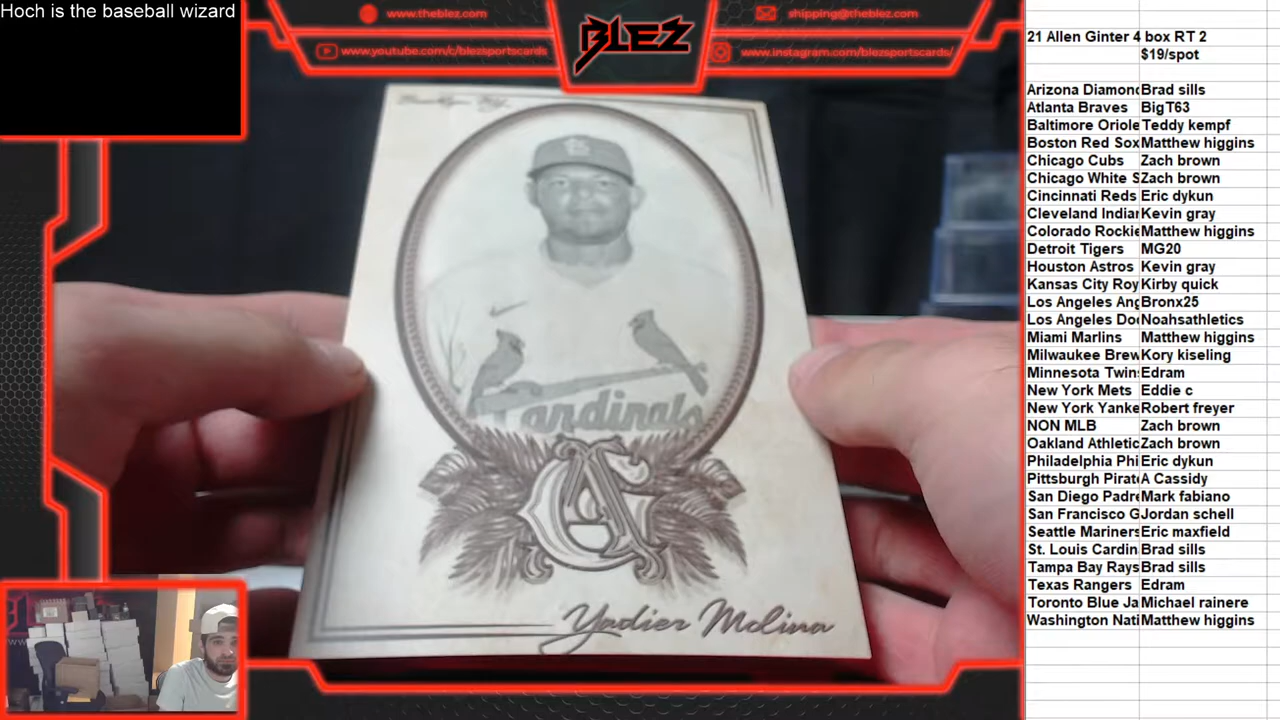 Hoch is the baseball wizard
www.theblez.com
shipping@theblez.com
BLEZ
www.youtube.com/c/blezsportscards/
www.instagram.com/blezsportscards/
Cardinals
Yadier Molina
21 Allen Ginter 4 box RT 2
$19/spot
Arizona Diamond Brad sills
Atlanta Braves BigT63
Baltimore Oriole Teddy kempf
Boston Red Sox Matthew higgins
Chicago Cubs Zach brown
Chicago White S Zach brown
Cincinnati Reds Eric dykun
Cleveland Indian Kevin gray
Colorado Rockie Matthew higgins
Detroit Tigers MG20
Houston Astros Kevin gray
Kansas City Roy Kirby quick
Los Angeles Ang Bronx25
Los Angeles Dod Noahsathletics
Miami Marlins Matthew higgins
Milwaukee Brew Kory kiseling
Minnesota Twins Edram
New York Mets Eddie c
New York Yanke Robert freyer
NON MLB Zach brown
Oakland Athletic Zach brown
Philadelphia Phi Eric dykun
Pittsburgh Pirate A Cassidy
San Diego Padre Mark fabiano
San Francisco G Jordan schell
Seattle Mariners Eric maxfield
St. Louis Cardin Brad sills
Tampa Bay Rays Brad sills
Texas Rangers Edram
Toronto Blue Ja Michael rainere
Washington Nati Matthew higgins